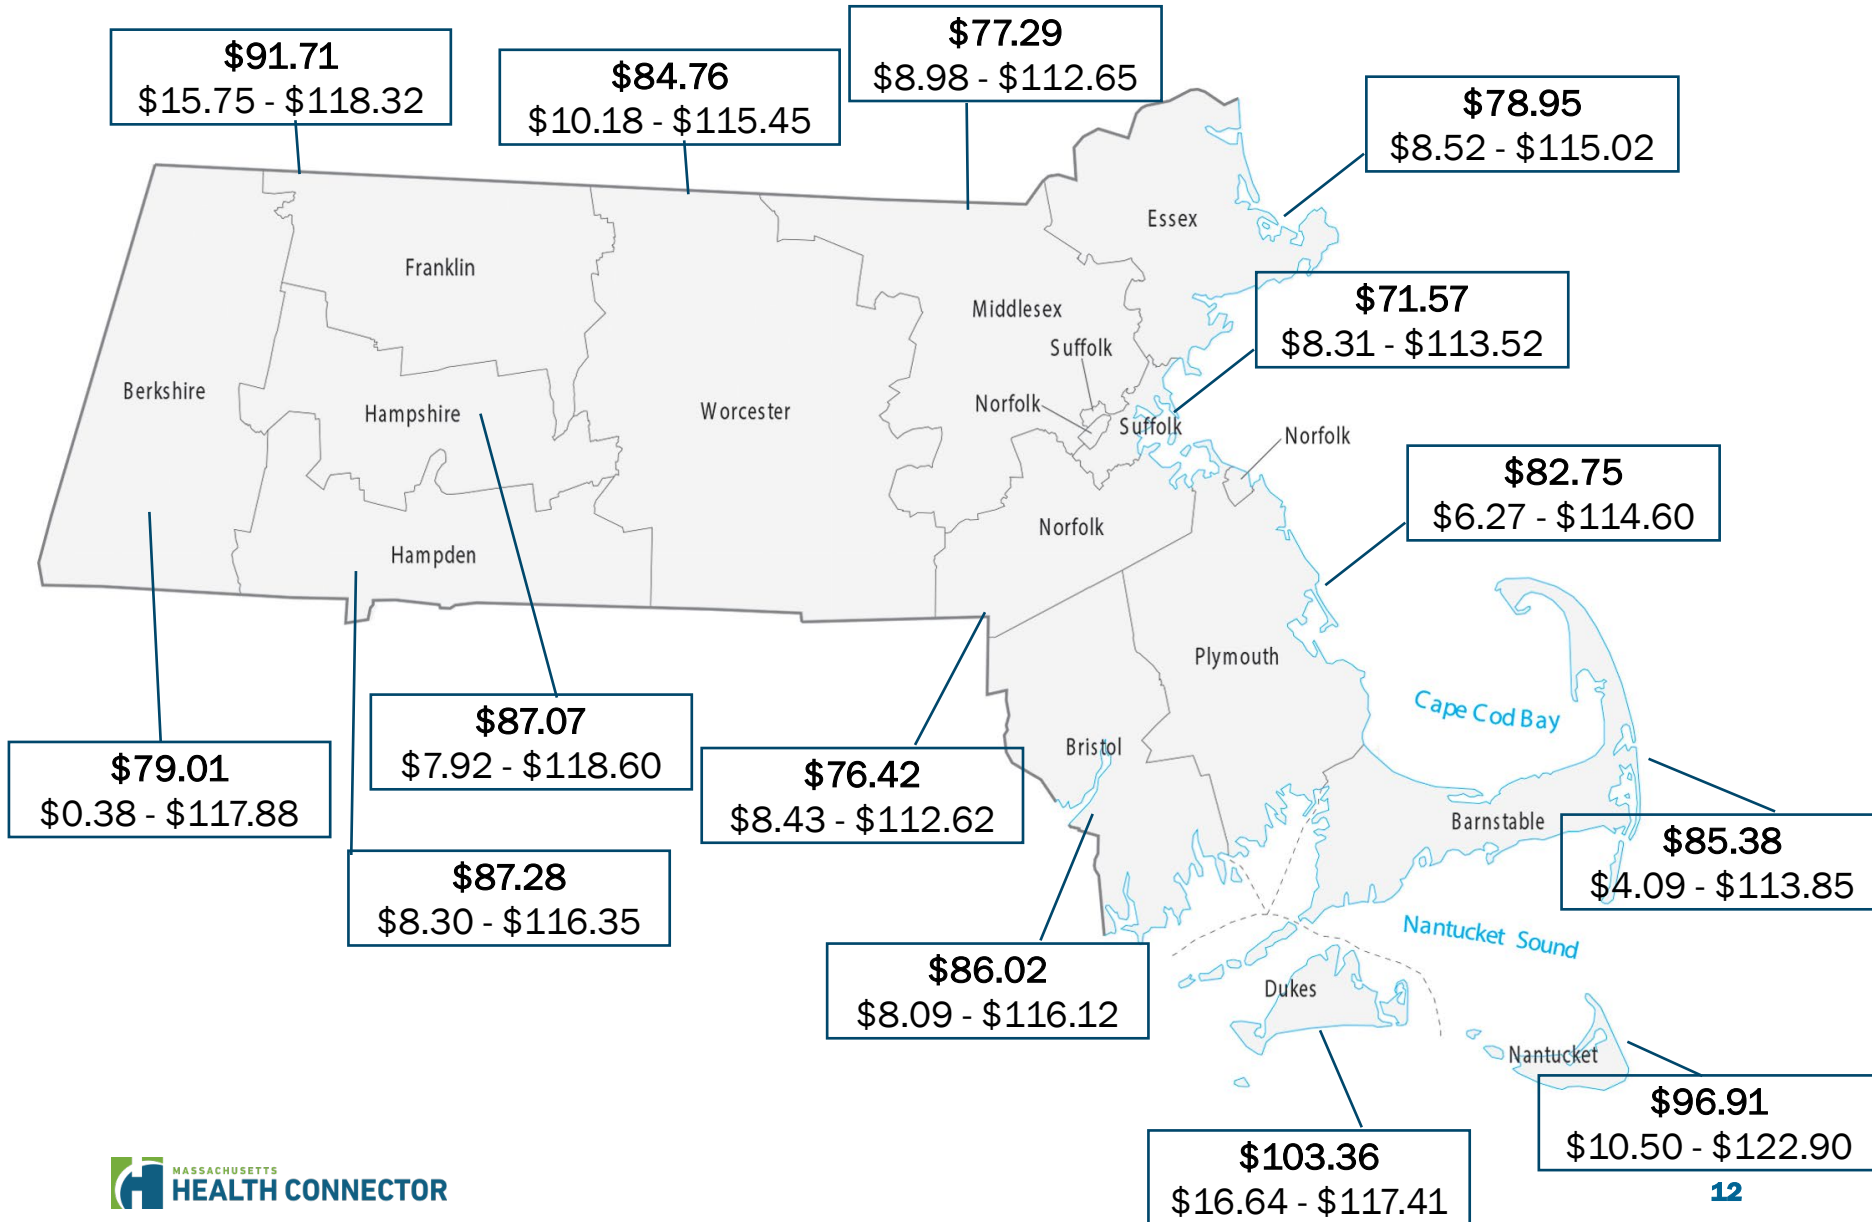 $91.71
$15.75 - $118.32
$84.76
$10.18 - $115.45
$77.29
$8.98 - $112.65
$78.95
$8.52 - $115.02
Essex
Franklin
Middlesex
$71.57
$8.31 - $113.52
Suffolk
Berkshire
Hampshire
Worcester
Norfolk
Suffolk
Norfolk
$82.75
$6.27 - $114.60
Norfolk
Hampden
Plymouth
Cape Cod Bay
$87.07
$7.92 - $118.60
Bristol
$79.01
$0.38 - $117.88
$76.42
$8.43 - $112.62
Barnstable
$85.38
$4.09 - $113.85
$87.28
$8.30 - $116.35
Nantucket Sound
$86.02
$8.09 - $116.12
Dukes
Nantucket
$96.91
$10.50 - $122.90
$103.36
$16.64 - $117.41
MASSACHUSETTS
HEALTH CONNECTOR
12